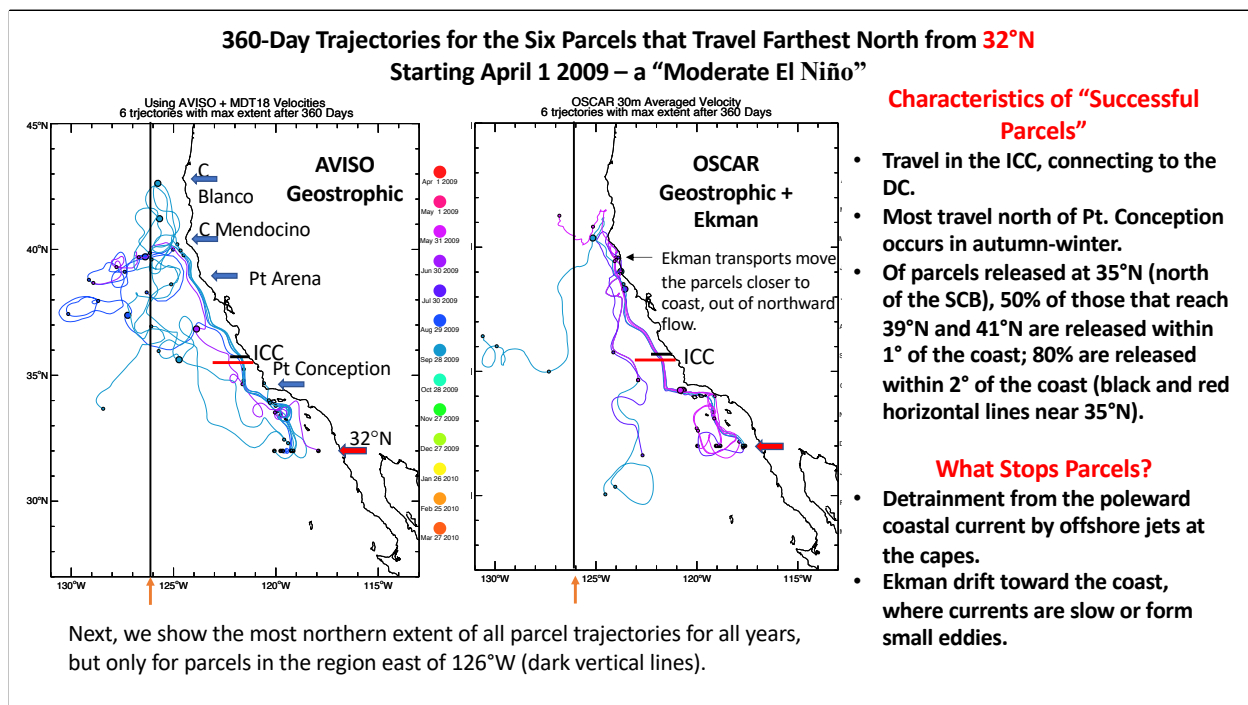 360-Day Trajectories for the Six Parcels that Travel Farthest North from 32°N
Starting April 1 2009 – a “Moderate El Niño”
Using AVISO + MDT18 Velocities
6 trjectories with max extent after 360 Days
45°N
40°N
35°N
30°N
130°W
125°W
120°W
115°W
C
Blanco
C Mendocino
Pt Arena
ICC
Pt Conception
32°N
AVISO
Geostrophic
Apr 1 2009
May 1 2009
May 31 2009
Jun 30 2009
Jul 30 2009
Aug 29 2009
Sep 28 2009
Oct 28 2009
Nov 27 2009
Dec 27 2009
Jan 26 2010
Feb 25 2010
Mar 27 2010
OSCAR 30m Averaged Velocity
6 trjectories with max extent after 360 Days
OSCAR
Geostrophic +
Ekman
Ekman transports move
the parcels closer to
coast, out of northward
flow.
ICC
130°W
125°W
120°W
115°W
Next, we show the most northern extent of all parcel trajectories for all years,
but only for parcels in the region east of 126°W (dark vertical lines).
Characteristics of “Successful
Parcels”
• Travel in the ICC, connecting to the
DC.
• Most travel north of Pt. Conception
occurs in autumn-winter.
• Of parcels released at 35°N (north
of the SCB), 50% of those that reach
39°N and 41°N are released within
1° of the coast; 80% are released
within 2° of the coast (black and red
horizontal lines near 35°N).
What Stops Parcels?
• Detrainment from the poleward
coastal current by offshore jets at
the capes.
• Ekman drift toward the coast,
where currents are slow or form
small eddies.